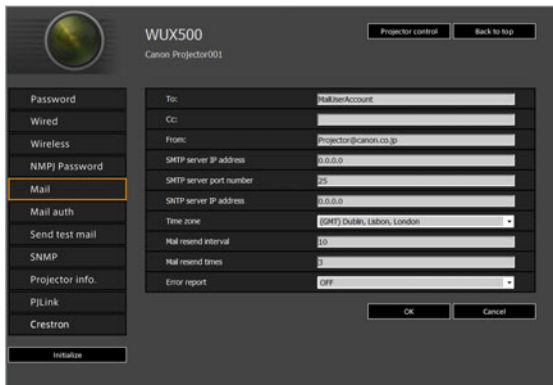 WUX500
Canon Projector001
Projector control
Back to top
Password
Wired
Wireless
NMPJ Password
Mail
Mail auth
Send test mail
SNMP
Projector info.
PJLink
Crestron
Initialize
To: MailUserAccount
Cc:
From: Projector@canon.co.jp
SMTP server IP address 0.0.0.0
SMTP server port number 25
SNTP server IP address 0.0.0.0
Time zone (GMT) Dublin, Lisbon, London
Mail resend interval 10
Mail resend times 3
Error report OFF
OK
Cancel